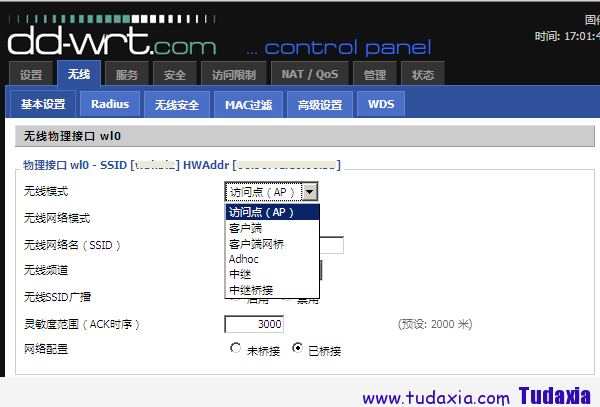 dd-wrt.com ... control panel
固件
时间: 17:01:4
设置 无线 服务 安全 访问限制 NAT / QoS 管理 状态
基本设置 Radius 无线安全 MAC过滤 高级设置 WDS
无线物理接口 wl0
物理接口 wl0 - SSID [ ] HWAddr [ ]
无线模式 访问点（AP）
访问点（AP）
无线网络模式 客户端
客户端网桥
无线网络名（SSID）
Adhoc
无线频道 中继
中继桥接
无线SSID广播 启用 禁用
灵敏度范围（ACK时序） 3000 (预设: 2000 米)
网络配置 未桥接 已桥接
www.tudaxia.com Tudaxia